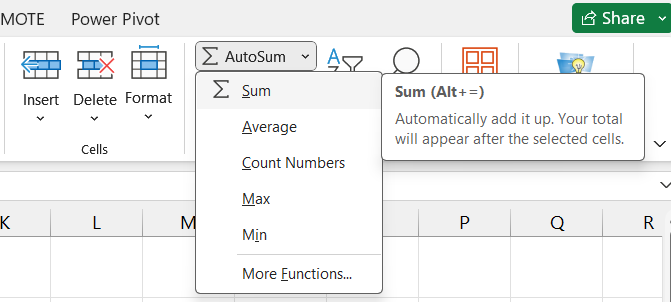 MOTE Power Pivot Share
AutoSum
Insert Delete Format
Cells
Σ Sum
Average
Count Numbers
Max
Min
More Functions...
Sum (Alt+=)
Automatically add it up. Your total
will appear after the selected cells.
K L M P Q R